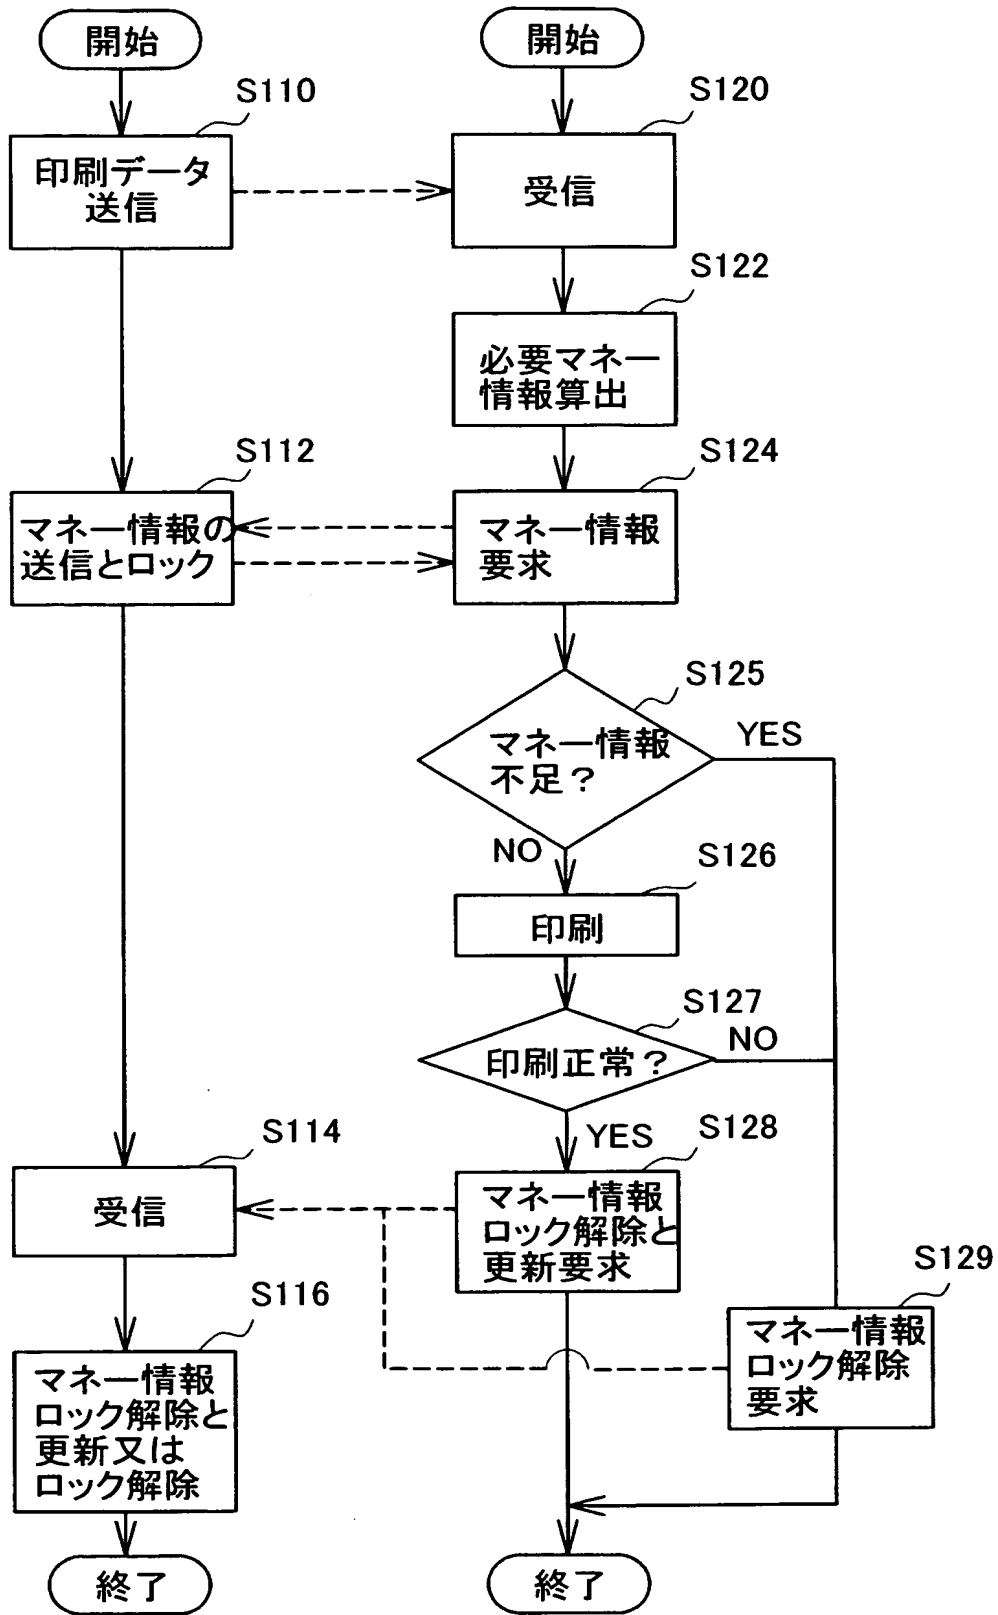 開始
開始
S110
S120
印刷データ
送信
受信
S122
必要マネー
情報算出
S112
S124
マネー情報の
送信とロック
マネー情報
要求
S125
マネー情報
不足？
YES
NO
S126
印刷
S127
印刷正常？
NO
S114
YES
S128
受信
マネー情報
ロック解除と
更新要求
S116
S129
マネー情報
ロック解除と
更新又は
ロック解除
マネー情報
ロック解除
要求
終了
終了